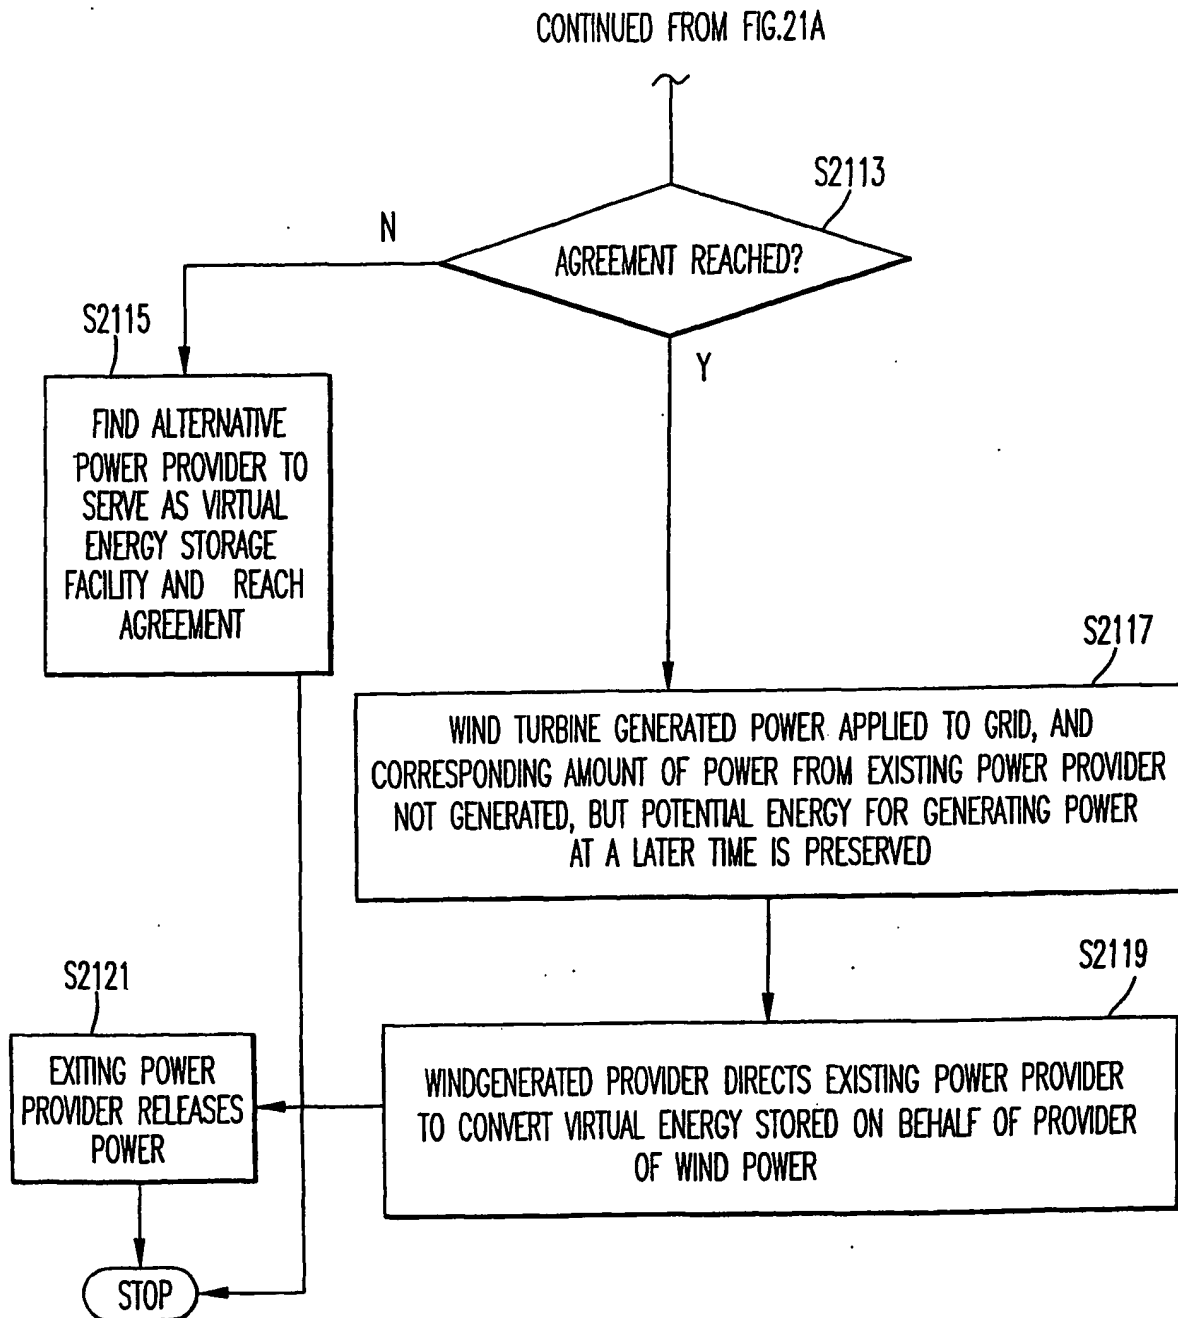 CONTINUED FROM FIG.21A
S2113
N
AGREEMENT REACHED?
Y
S2115
FIND ALTERNATIVE
POWER PROVIDER TO
SERVE AS VIRTUAL
ENERGY STORAGE
FACILITY AND REACH
AGREEMENT
S2117
WIND TURBINE GENERATED POWER APPLIED TO GRID, AND
CORRESPONDING AMOUNT OF POWER FROM EXISTING POWER PROVIDER
NOT GENERATED, BUT POTENTIAL ENERGY FOR GENERATING POWER
AT A LATER TIME IS PRESERVED
S2119
WINDGENERATED PROVIDER DIRECTS EXISTING POWER PROVIDER
TO CONVERT VIRTUAL ENERGY STORED ON BEHALF OF PROVIDER
OF WIND POWER
S2121
EXITING POWER
PROVIDER RELEASES
POWER
STOP